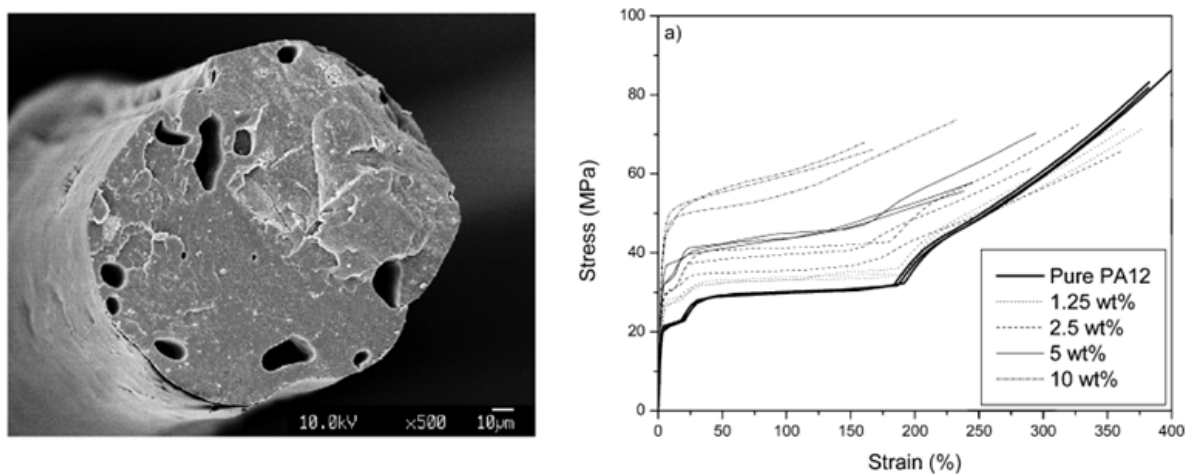 10.0kV ×500 10μm
a)
100
80
60
40
20
0
Stress (MPa)
Pure PA12
1.25 wt%
2.5 wt%
5 wt%
10 wt%
0 50 100 150 200 250 300 350 400
Strain (%)